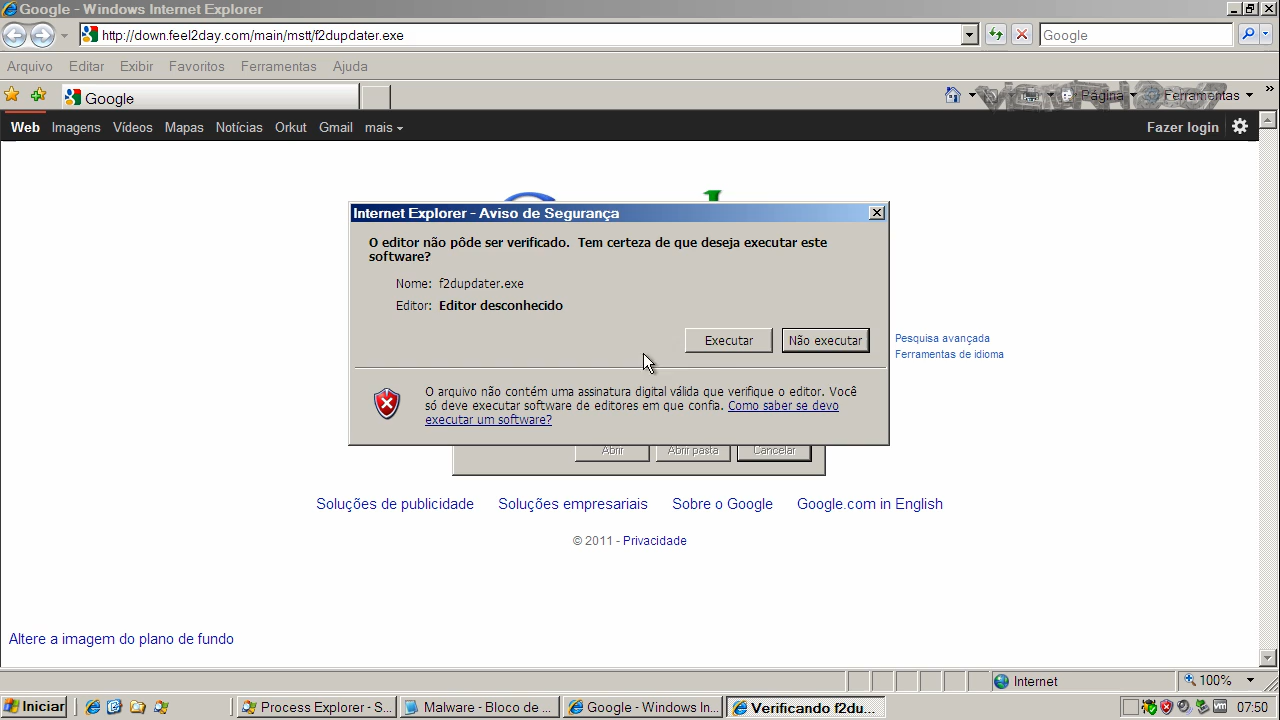 Google - Windows Internet Explorer
http://down.feel2day.com/main/mstt/f2dupdater.exe
Google
Arquivo Editar Exibir Favoritos Ferramentas Ajuda
Google
Página Ferramentas
Web Imagens Vídeos Mapas Notícias Orkut Gmail mais
Fazer login
Internet Explorer - Aviso de Segurança
O editor não pôde ser verificado. Tem certeza de que deseja executar este
software?
Nome: f2dupdater.exe
Editor: Editor desconhecido
Executar Não executar
Pesquisa avançada
Ferramentas de idioma
O arquivo não contém uma assinatura digital válida que verifique o editor. Você
só deve executar software de editores em que confia. Como saber se devo
executar um software?
Abrir Abrir pasta Cancelar
Soluções de publicidade Soluções empresariais Sobre o Google Google.com in English
© 2011 - Privacidade
Altere a imagem do plano de fundo
Internet 100%
Iniciar Process Explorer - S... Malware - Bloco de ... Google - Windows In... Verificando f2du... 07:50